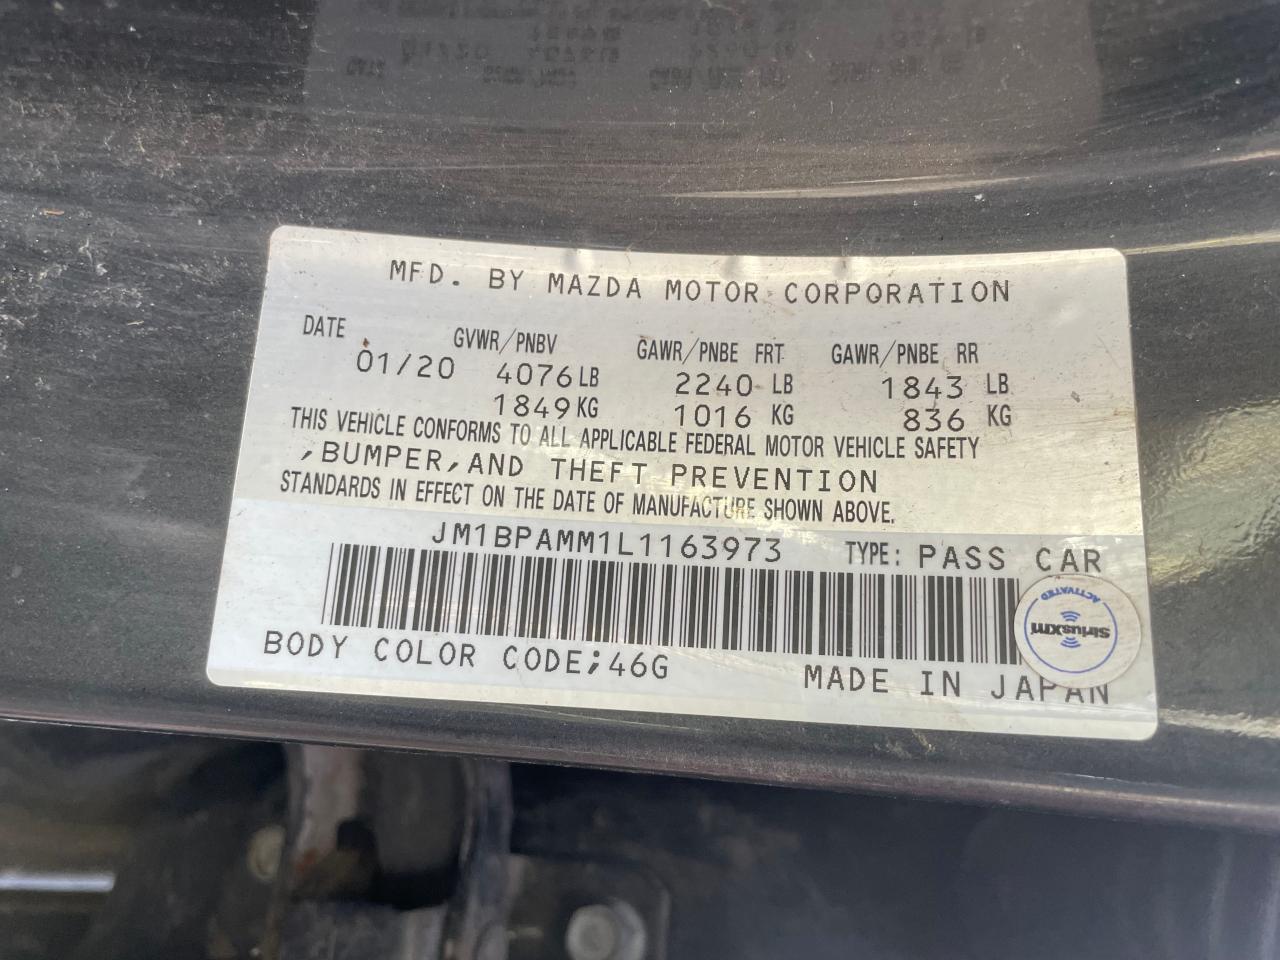 MFD. BY MAZDA MOTOR CORPORATION
DATE GVWR/PNBV GAWR/PNBE FRT GAWR/PNBE RR
01/20 4076 LB 2240 LB 1843 LB
1849 KG 1016 KG 836 KG
THIS VEHICLE CONFORMS TO ALL APPLICABLE FEDERAL MOTOR VEHICLE SAFETY
,BUMPER,AND THEFT PREVENTION
STANDARDS IN EFFECT ON THE DATE OF MANUFACTURE SHOWN ABOVE.
JM1BPAMM1L1163973 TYPE: PASS CAR
BODY COLOR CODE;46G MADE IN JAPAN
siriusxm
ACTIVATED